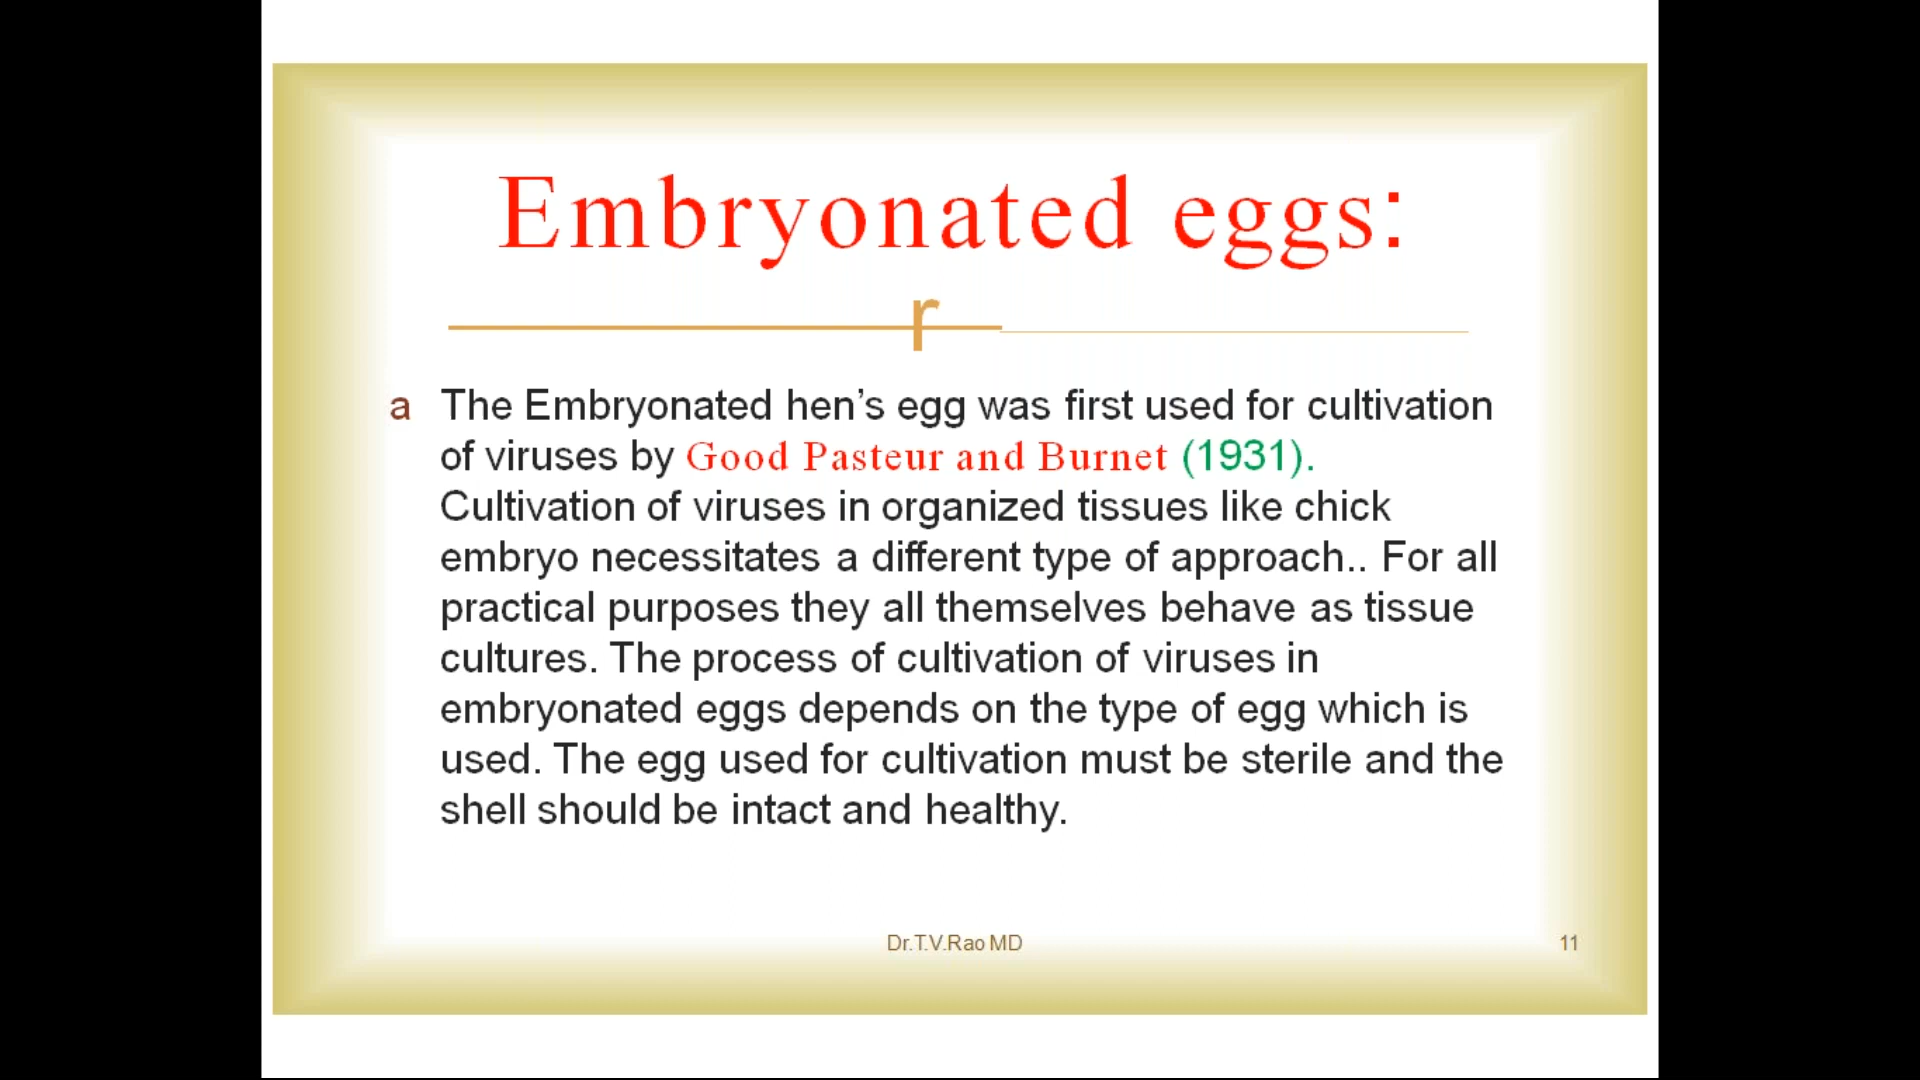 Embryonated eggs:
r
a The Embryonated hen’s egg was first used for cultivation
of viruses by Good Pasteur and Burnet (1931).
Cultivation of viruses in organized tissues like chick
embryo necessitates a different type of approach.. For all
practical purposes they all themselves behave as tissue
cultures. The process of cultivation of viruses in
embryonated eggs depends on the type of egg which is
used. The egg used for cultivation must be sterile and the
shell should be intact and healthy.
Dr.T.V.Rao MD
11